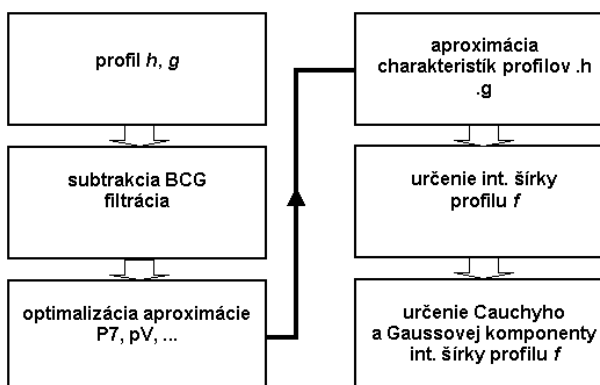 profil h, g
subtrakcia BCG
filtrácia
optimalizácia aproximácie
P7, pV, ...
aproximácia
charakteristík profilov .h
.g
určenie int. šírky
profilu f
určenie Cauchyho
a Gaussovej komponenty
int. šírky profilu f